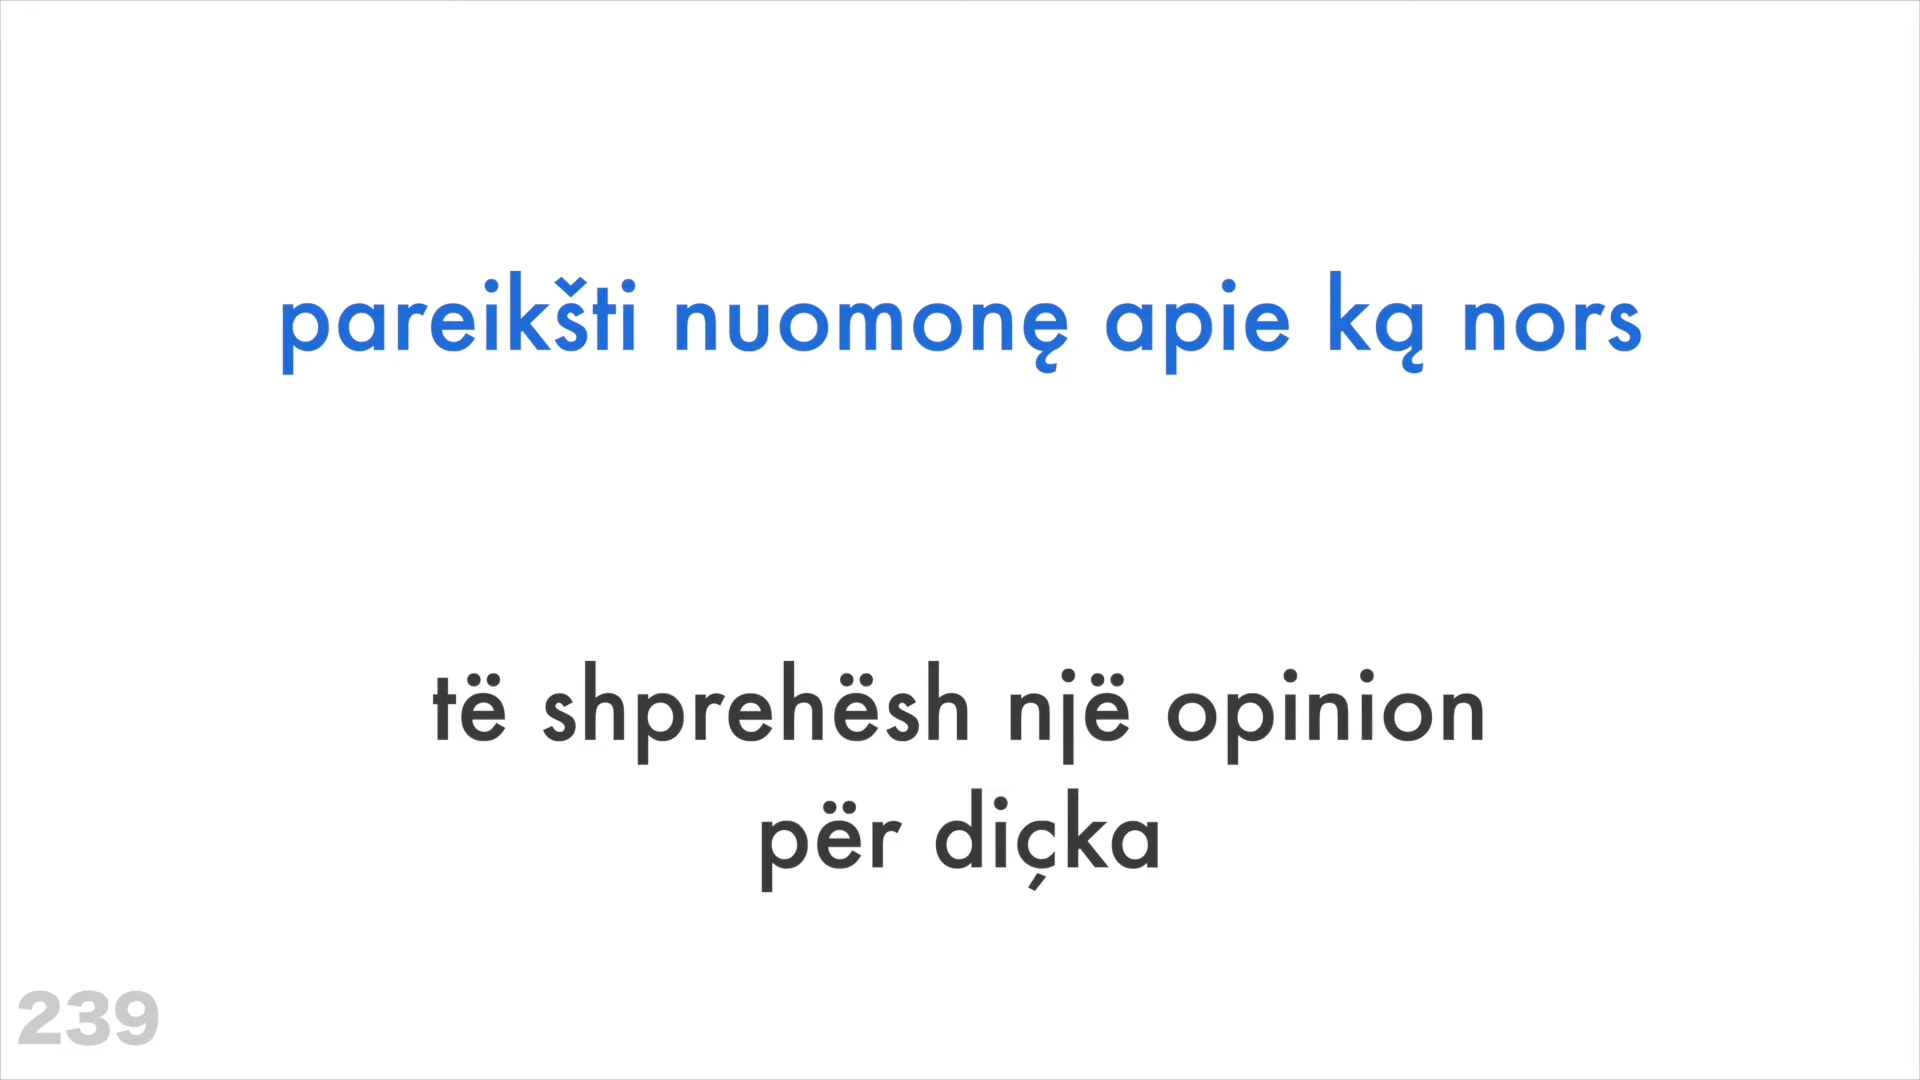 pareikšti nuomonę apie ką nors
të shprehësh një opinion
për diçka
239